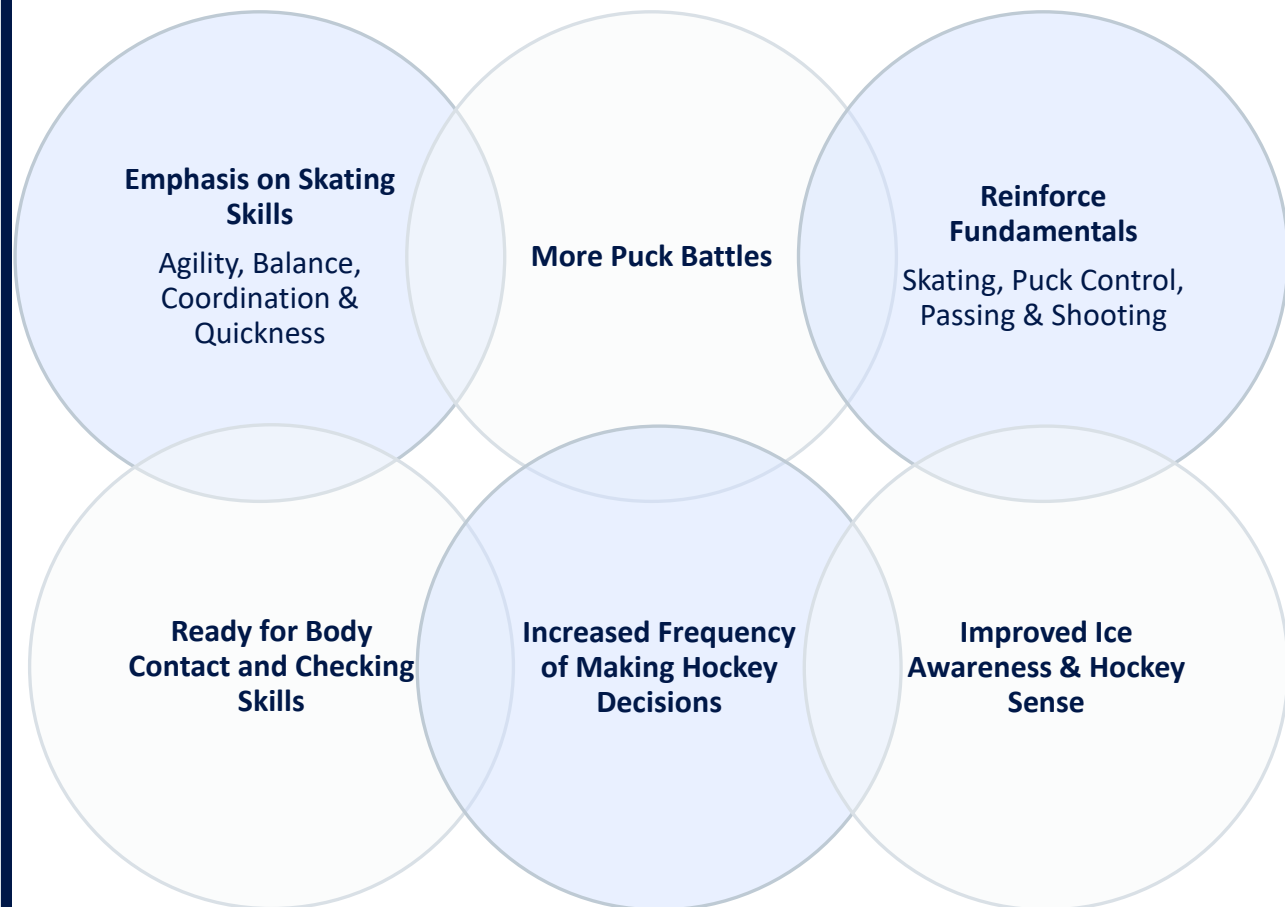 Emphasis on Skating
Skills
Agility, Balance,
Coordination &
Quickness
More Puck Battles
Reinforce
Fundamentals
Skating, Puck Control,
Passing & Shooting
Ready for Body
Contact and Checking
Skills
Increased Frequency
of Making Hockey
Decisions
Improved Ice
Awareness & Hockey
Sense